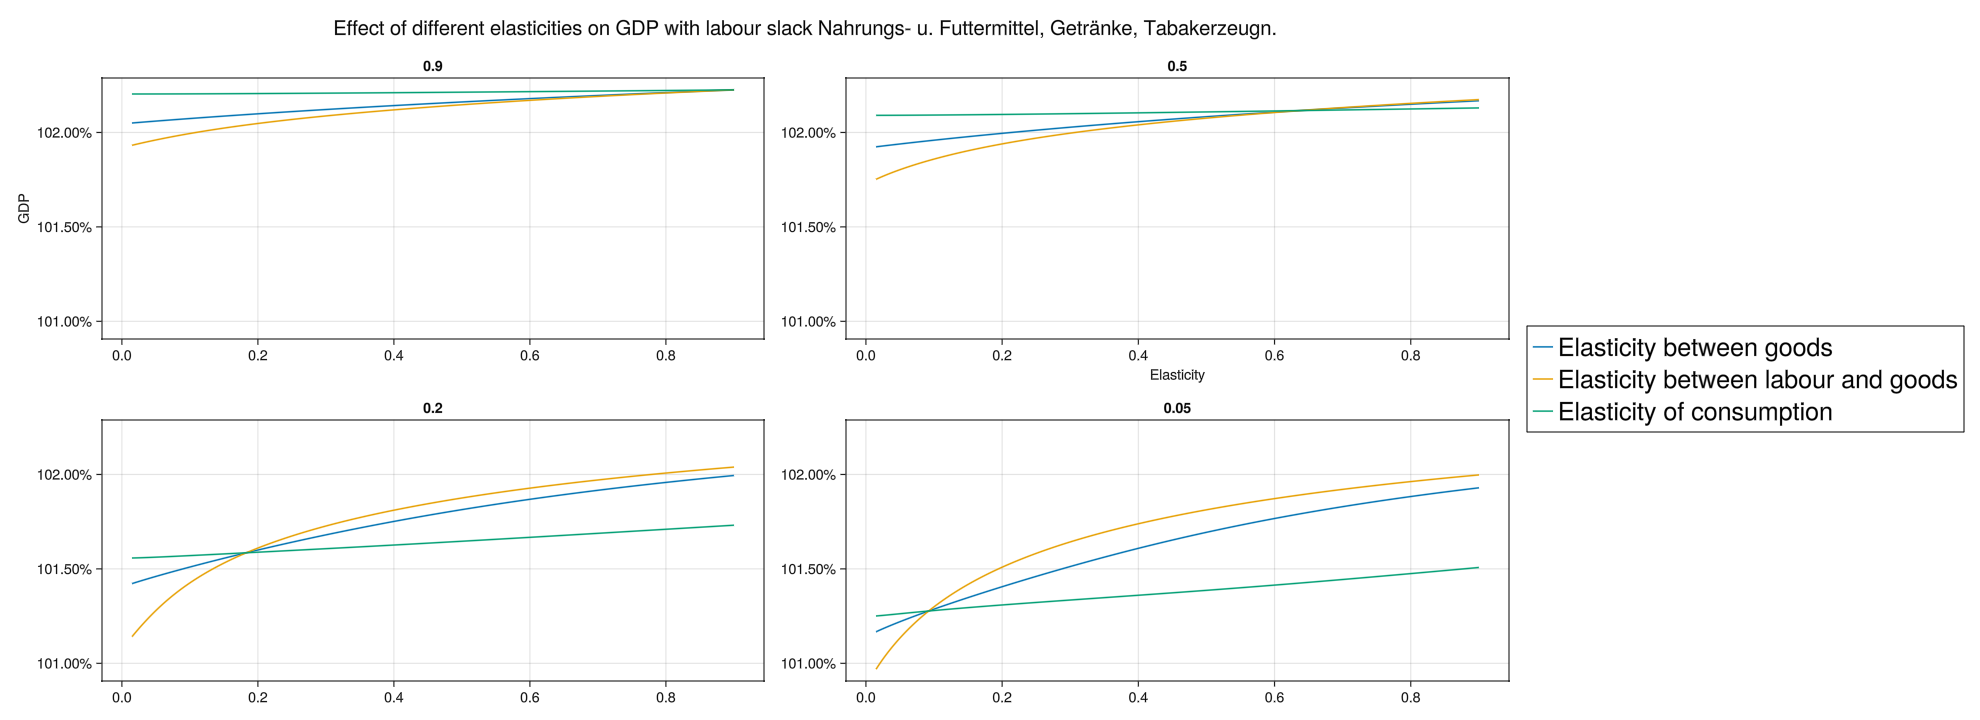 Effect of different elasticities on GDP with labour slack Nahrungs- u. Futtermittel, Getränke, Tabakerzeugn.
0.9
102.00%
101.50%
101.00%
GDP
0.0 0.2 0.4 0.6 0.8
0.5
102.00%
101.50%
101.00%
0.0 0.2 0.4 0.6 0.8
Elasticity
0.2
102.00%
101.50%
101.00%
0.0 0.2 0.4 0.6 0.8
0.05
102.00%
101.50%
101.00%
0.0 0.2 0.4 0.6 0.8
Elasticity between goods
Elasticity between labour and goods
Elasticity of consumption